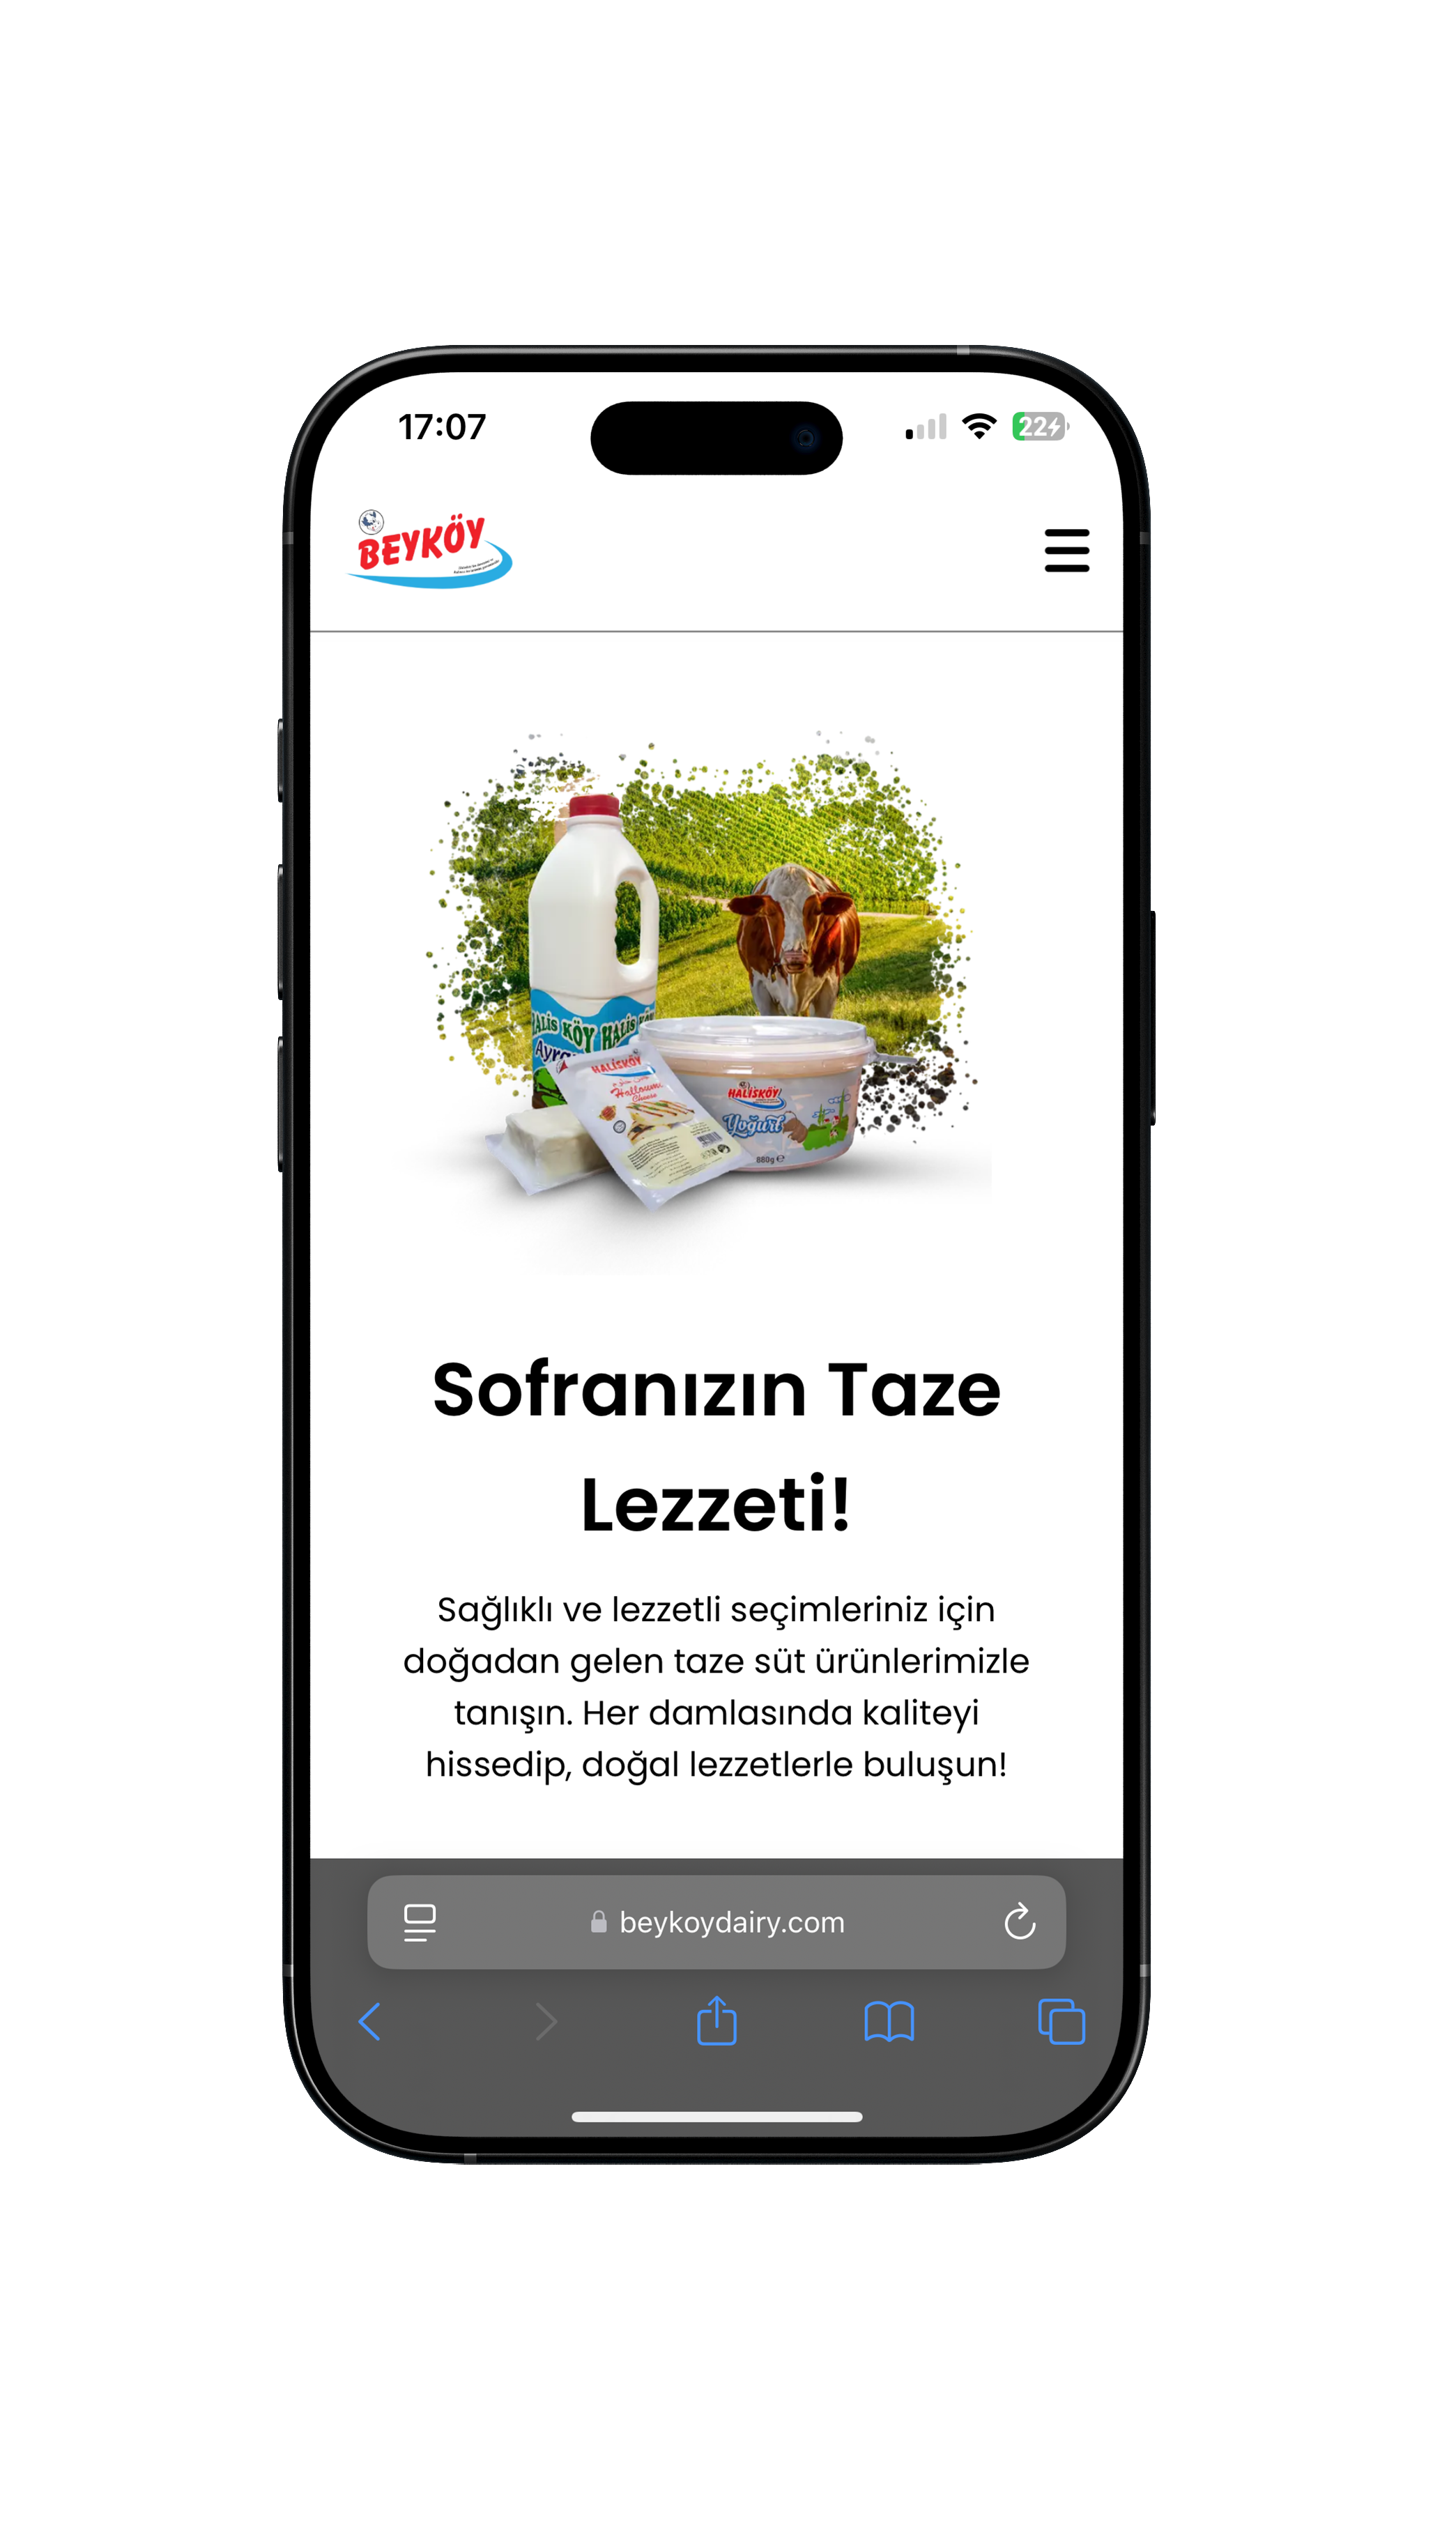 17:07
22
BEYKÖY
HALİS KÖY HALİS KÖY
HALİSKÖY
Halloumi
Cheese
HALİSKÖY
Yoğurt
880g e
Sofranızın Taze
Lezzeti!
Sağlıklı ve lezzetli seçimleriniz için
doğadan gelen taze süt ürünlerimizle
tanışın. Her damlasında kaliteyi
hissedip, doğal lezzetlerle buluşun!
beykoydairy.com